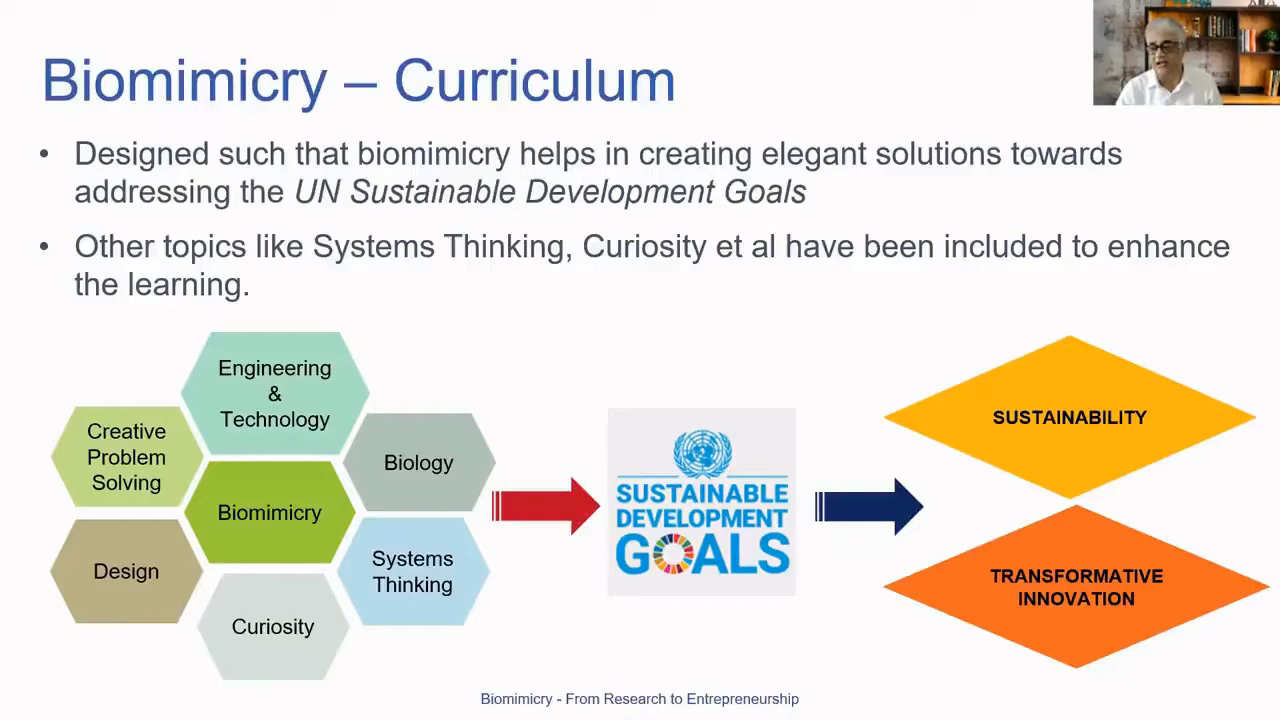 Biomimicry – Curriculum
• Designed such that biomimicry helps in creating elegant solutions towards
addressing the UN Sustainable Development Goals
• Other topics like Systems Thinking, Curiosity et al have been included to enhance
the learning.
Engineering
&
Technology
Creative
Problem
Solving
Biology
Biomimicry
Design
Systems
Thinking
Curiosity
SUSTAINABLE
DEVELOPMENT
GOALS
SUSTAINABILITY
TRANSFORMATIVE
INNOVATION
Biomimicry - From Research to Entrepreneurship